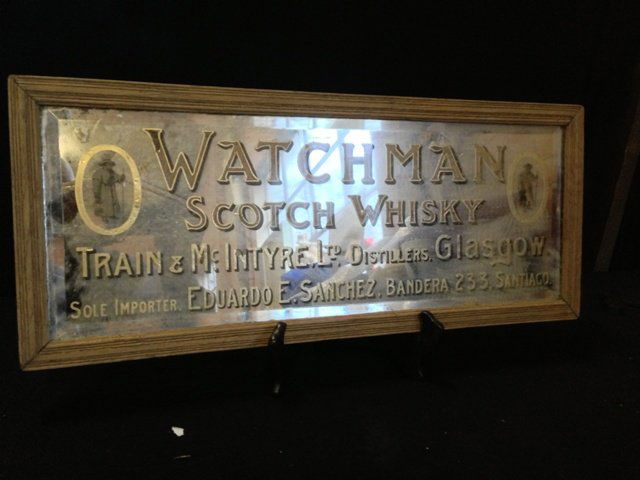 WATCHMAN
SCOTCH WHISKY
TRAIN & Mc INTYRE. LTD. DISTILLERS. GLASGOW
SOLE IMPORTER. EDUARDO E. SANCHEZ. BANDERA. 233. SANTIAGO.